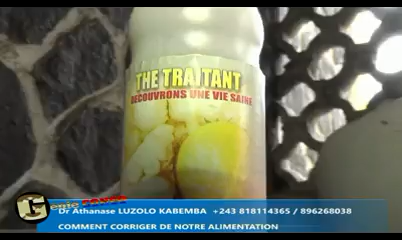 THE TRAITANT
DECOUVRONS UNE VIE SAINE
Dr Athanase LUZOLO KABEMBA +243 818114365 / 896268038
COMMENT CORRIGER DE NOTRE ALIMENTATION